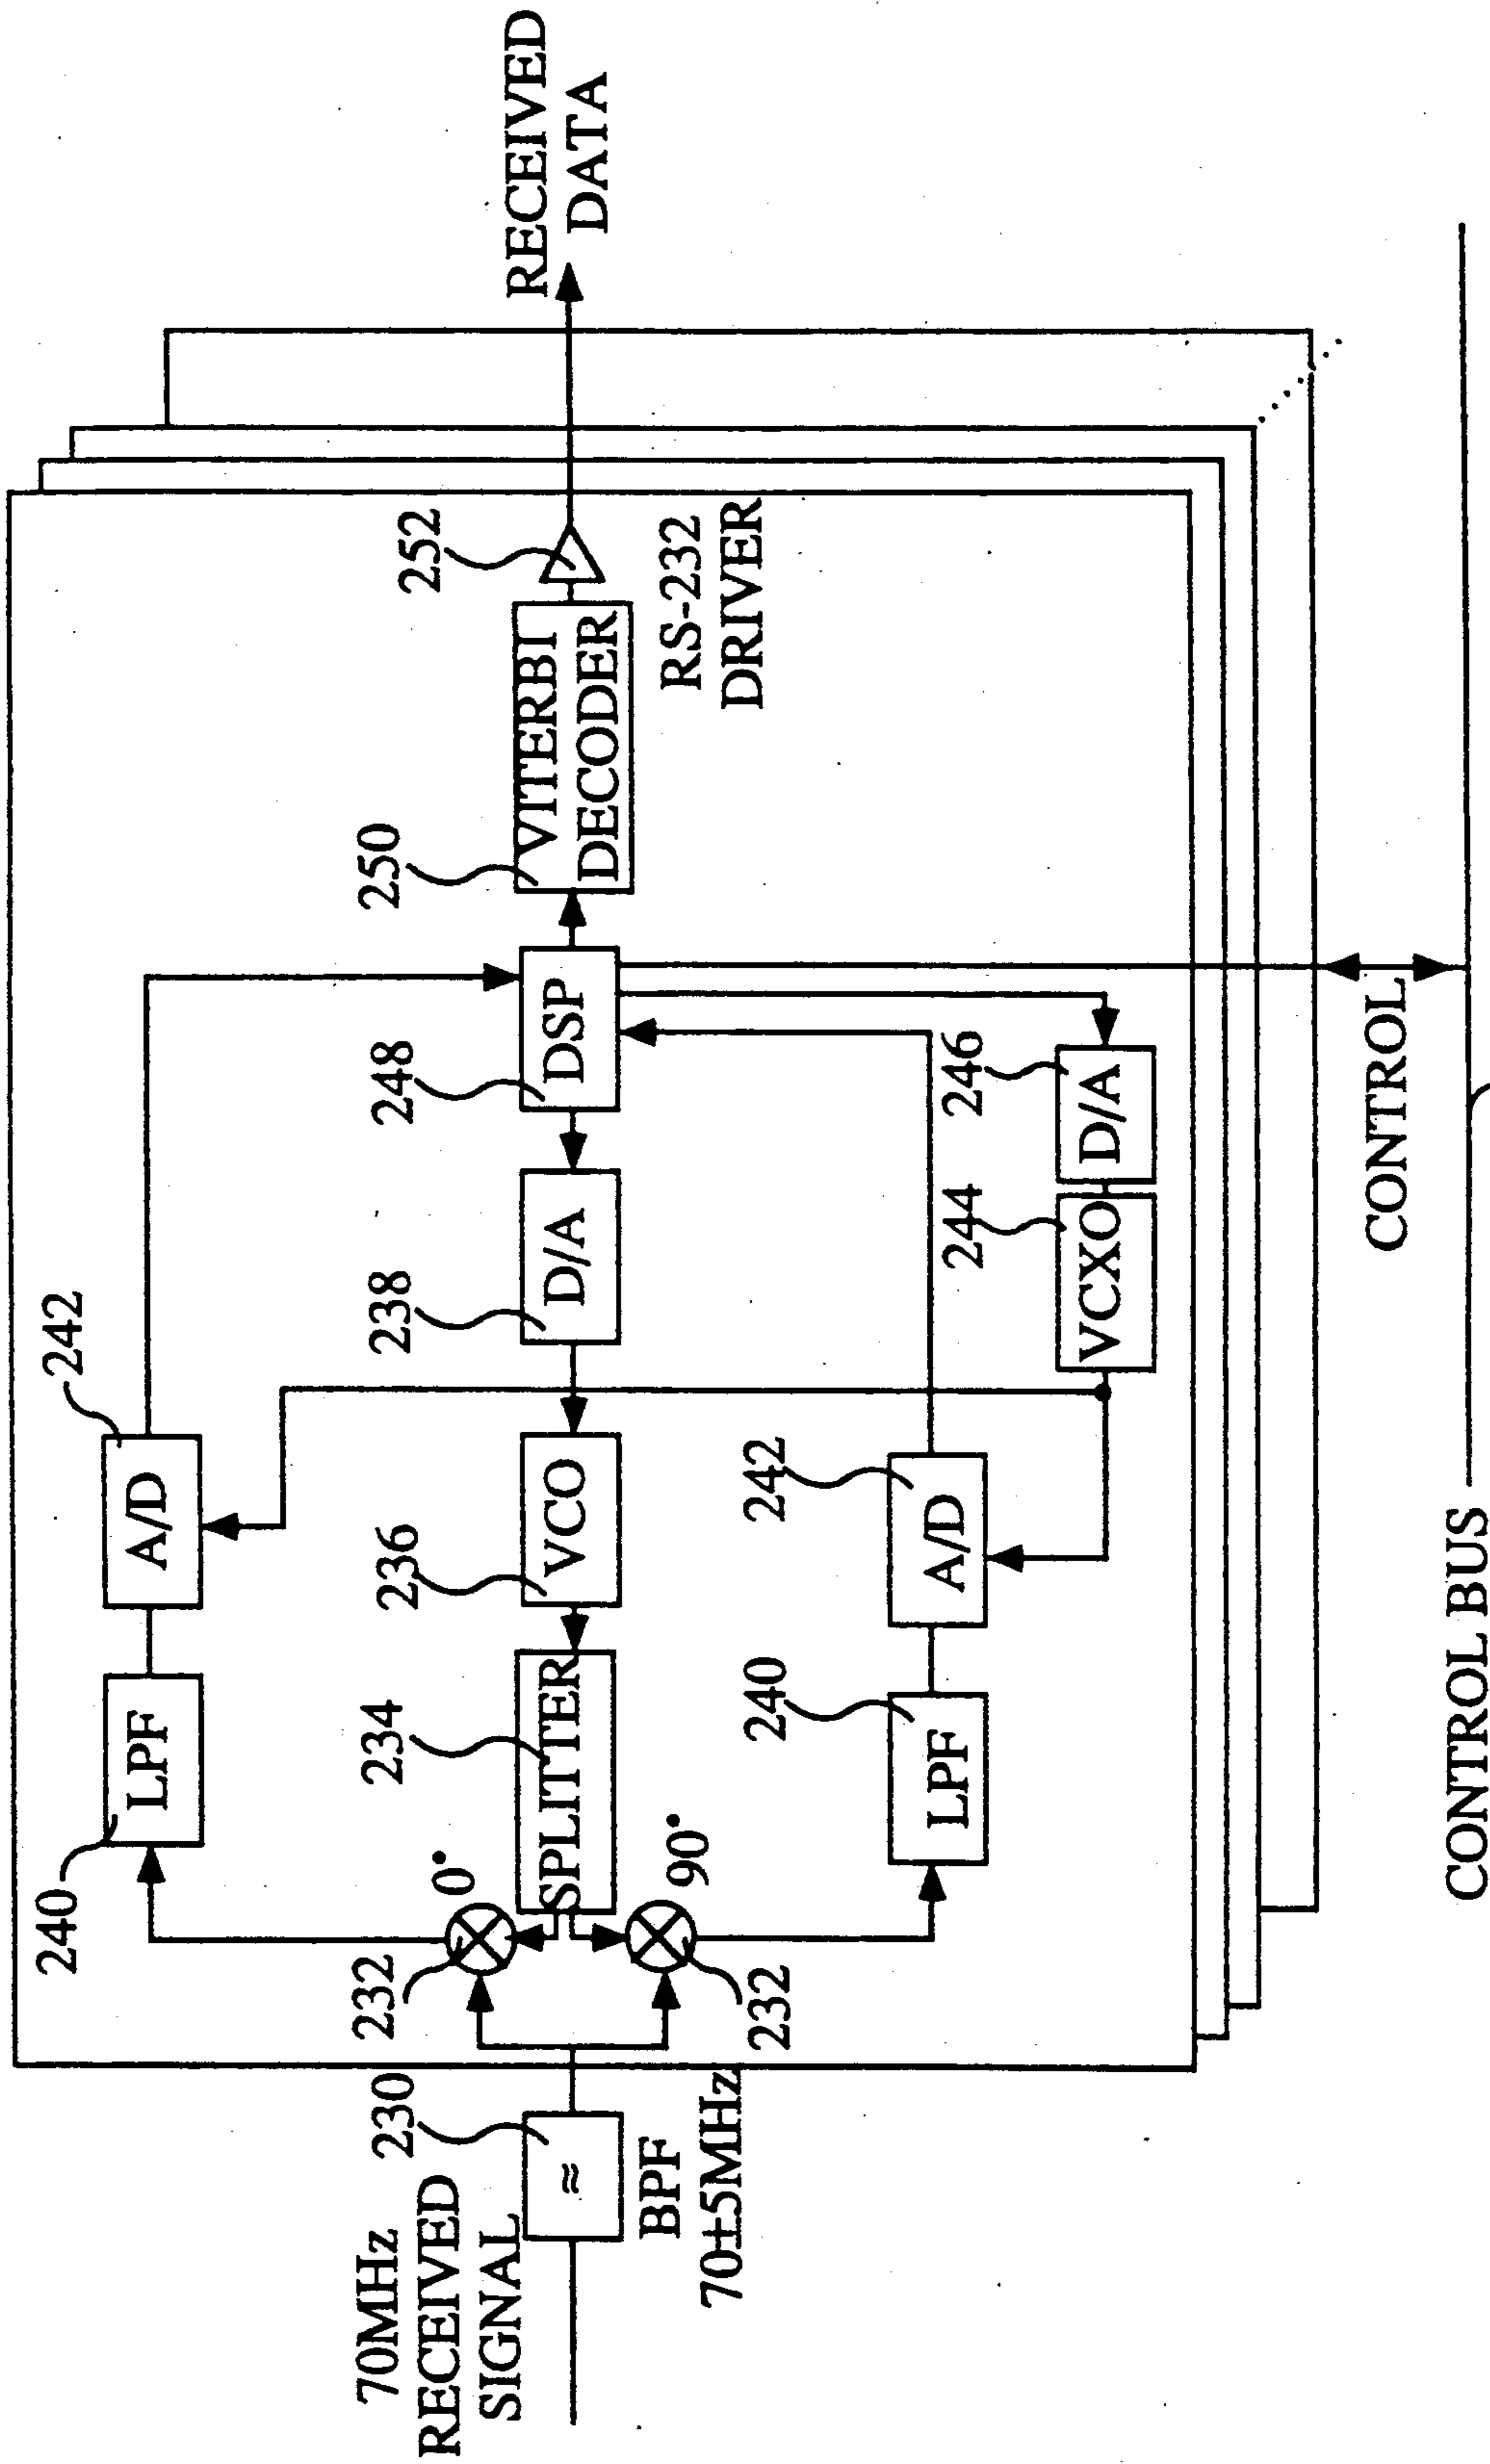 70MHz
RECEIVED
SIGNAL
230
≈
BPF
70±5MHz
232
0°
90°
232
240
LPF
242
A/D
234
SPLITTER
236
VCO
238
D/A
248
DSP
250
VITERBI
DECODER
252
RS-232
DRIVER
RECEIVED
DATA
240
LPF
242
A/D
244
VCXO
246
D/A
CONTROL
CONTROL BUS